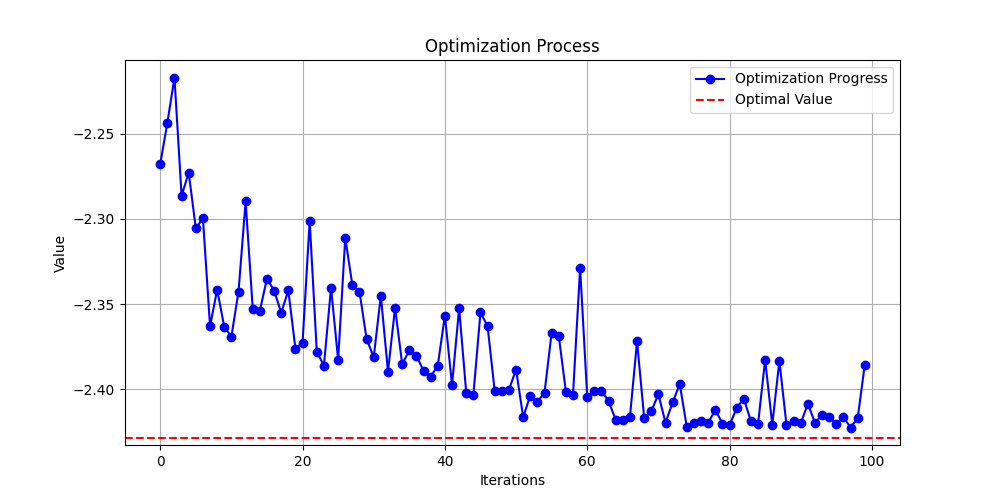 Optimization Process
Optimization Progress
Optimal Value
Value
−2.25
−2.30
−2.35
−2.40
0 20 40 60 80 100
Iterations